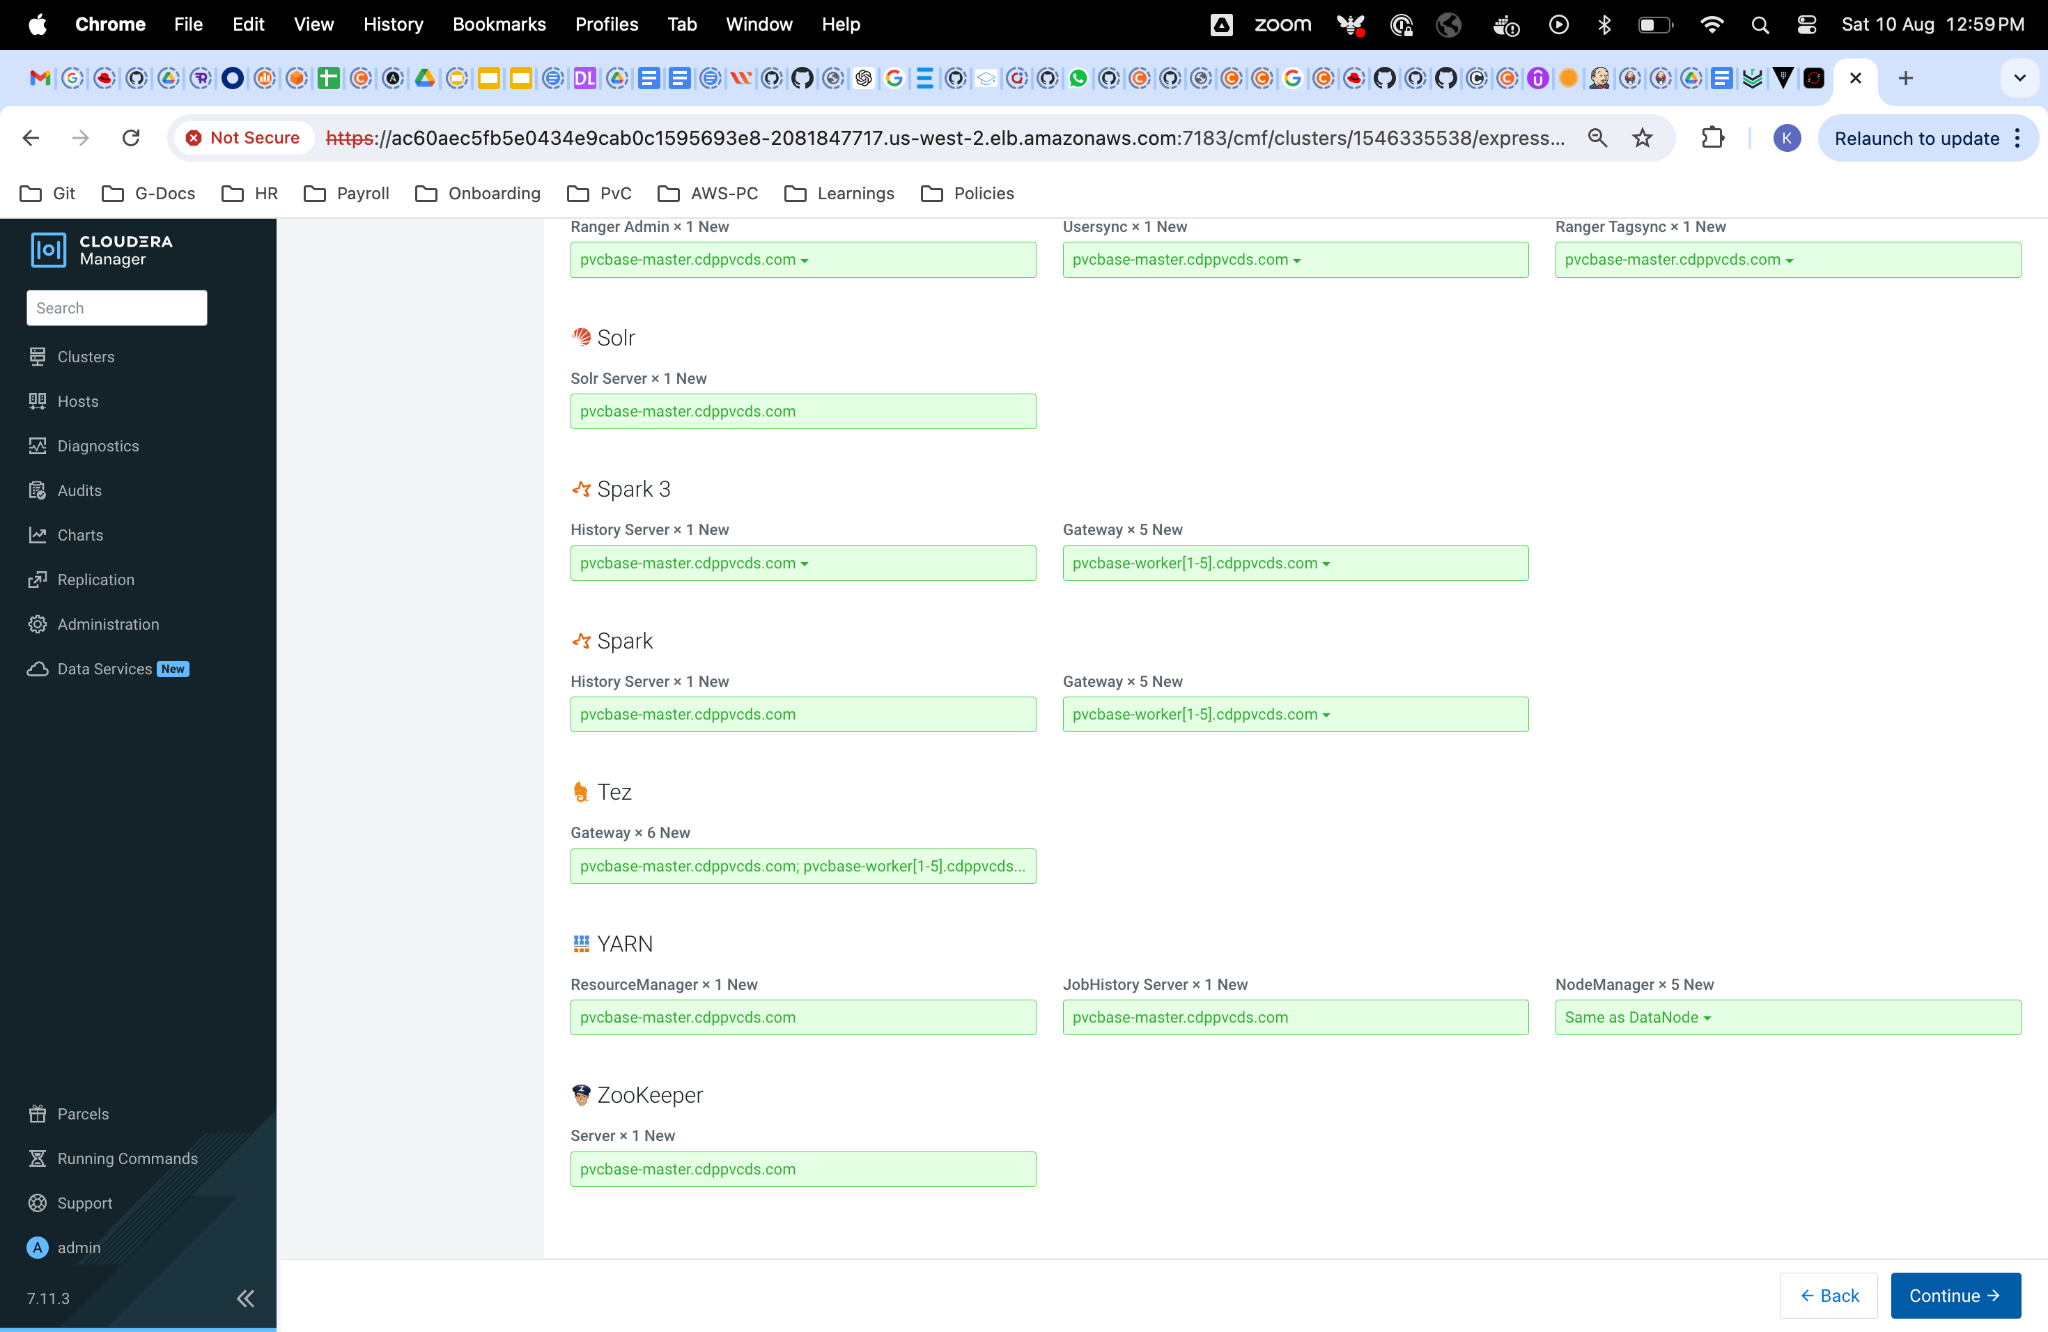 Chrome File Edit View History Bookmarks Profiles Tab Window Help zoom Sat 10 Aug 12:59 PM
Not Secure https://ac60aec5fb5e0434e9cab0c1595693e8-2081847717.us-west-2.elb.amazonaws.com:7183/cmf/clusters/1546335538/express... K Relaunch to update
Git G-Docs HR Payroll Onboarding PvC AWS-PC Learnings Policies
CLOUDERA
Manager
Search
Clusters
Hosts
Diagnostics
Audits
Charts
Replication
Administration
Data Services New
Parcels
Running Commands
Support
A admin
7.11.3
Ranger Admin × 1 New Usersync × 1 New Ranger Tagsync × 1 New
pvcbase-master.cdppvcds.com pvcbase-master.cdppvcds.com pvcbase-master.cdppvcds.com
Solr
Solr Server × 1 New
pvcbase-master.cdppvcds.com
Spark 3
History Server × 1 New Gateway × 5 New
pvcbase-master.cdppvcds.com pvcbase-worker[1-5].cdppvcds.com
Spark
History Server × 1 New Gateway × 5 New
pvcbase-master.cdppvcds.com pvcbase-worker[1-5].cdppvcds.com
Tez
Gateway × 6 New
pvcbase-master.cdppvcds.com; pvcbase-worker[1-5].cdppvcds...
YARN
ResourceManager × 1 New JobHistory Server × 1 New NodeManager × 5 New
pvcbase-master.cdppvcds.com pvcbase-master.cdppvcds.com Same as DataNode
ZooKeeper
Server × 1 New
pvcbase-master.cdppvcds.com
← Back Continue →